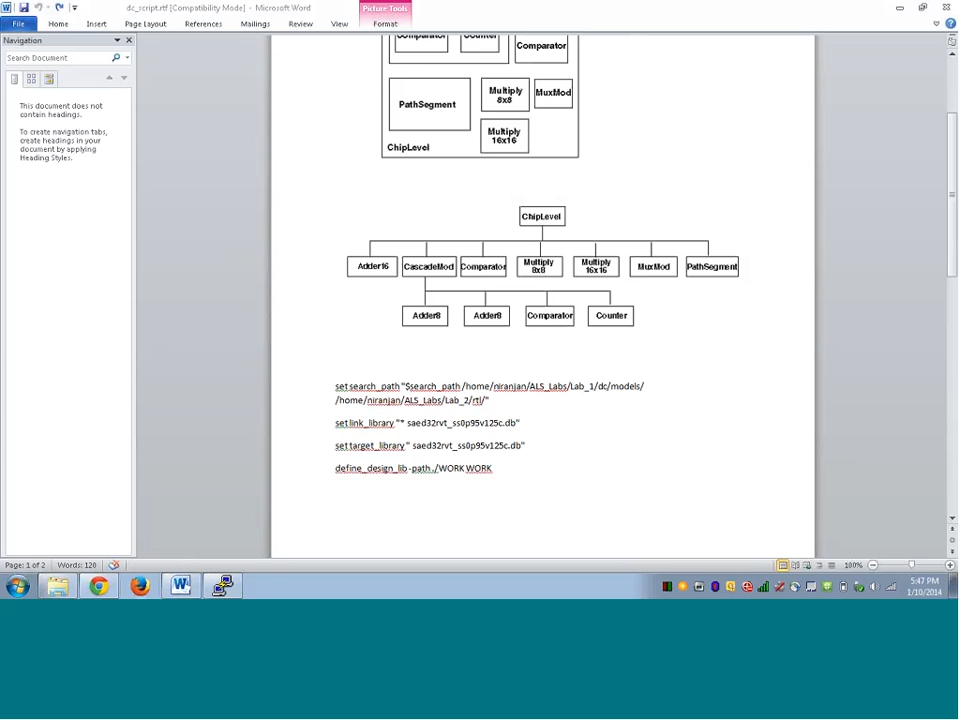 dc_script.rtf [Compatibility Mode] - Microsoft Word
Picture Tools
File Home Insert Page Layout References Mailings Review View Format
Navigation
Search Document
This document does not
contain headings.
To create navigation tabs,
create headings in your
document by applying
Heading Styles.
Comparator Counter Comparator
PathSegment
Multiply
8x8
MuxMod
Multiply
16x16
ChipLevel
ChipLevel
Adder16 CascadeMod Comparator Multiply 8x8 Multiply 16x16 MuxMod PathSegment
Adder8 Adder8 Comparator Counter
set search_path "$search_path /home/niranjan/ALS_Labs/Lab_1/dc/models/
/home/niranjan/ALS_Labs/Lab_2/rtl/"
set link_library "* saed32rvt_ss0p95v125c.db"
set target_library " saed32rvt_ss0p95v125c.db"
define_design_lib -path ./WORK WORK
Page: 1 of 2 Words: 120 100%
5:47 PM
1/10/2014